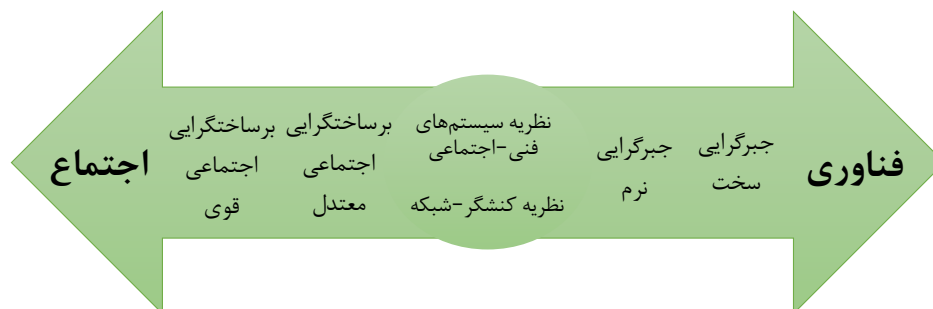 فناوری
جبرگرایی
سخت
جبرگرایی
نرم
نظریه سیستم‌های
فنی-اجتماعی
نظریه کنشگر-شبکه
برساختگرایی
اجتماعی
معتدل
برساختگرایی
اجتماعی
قوی
اجتماع